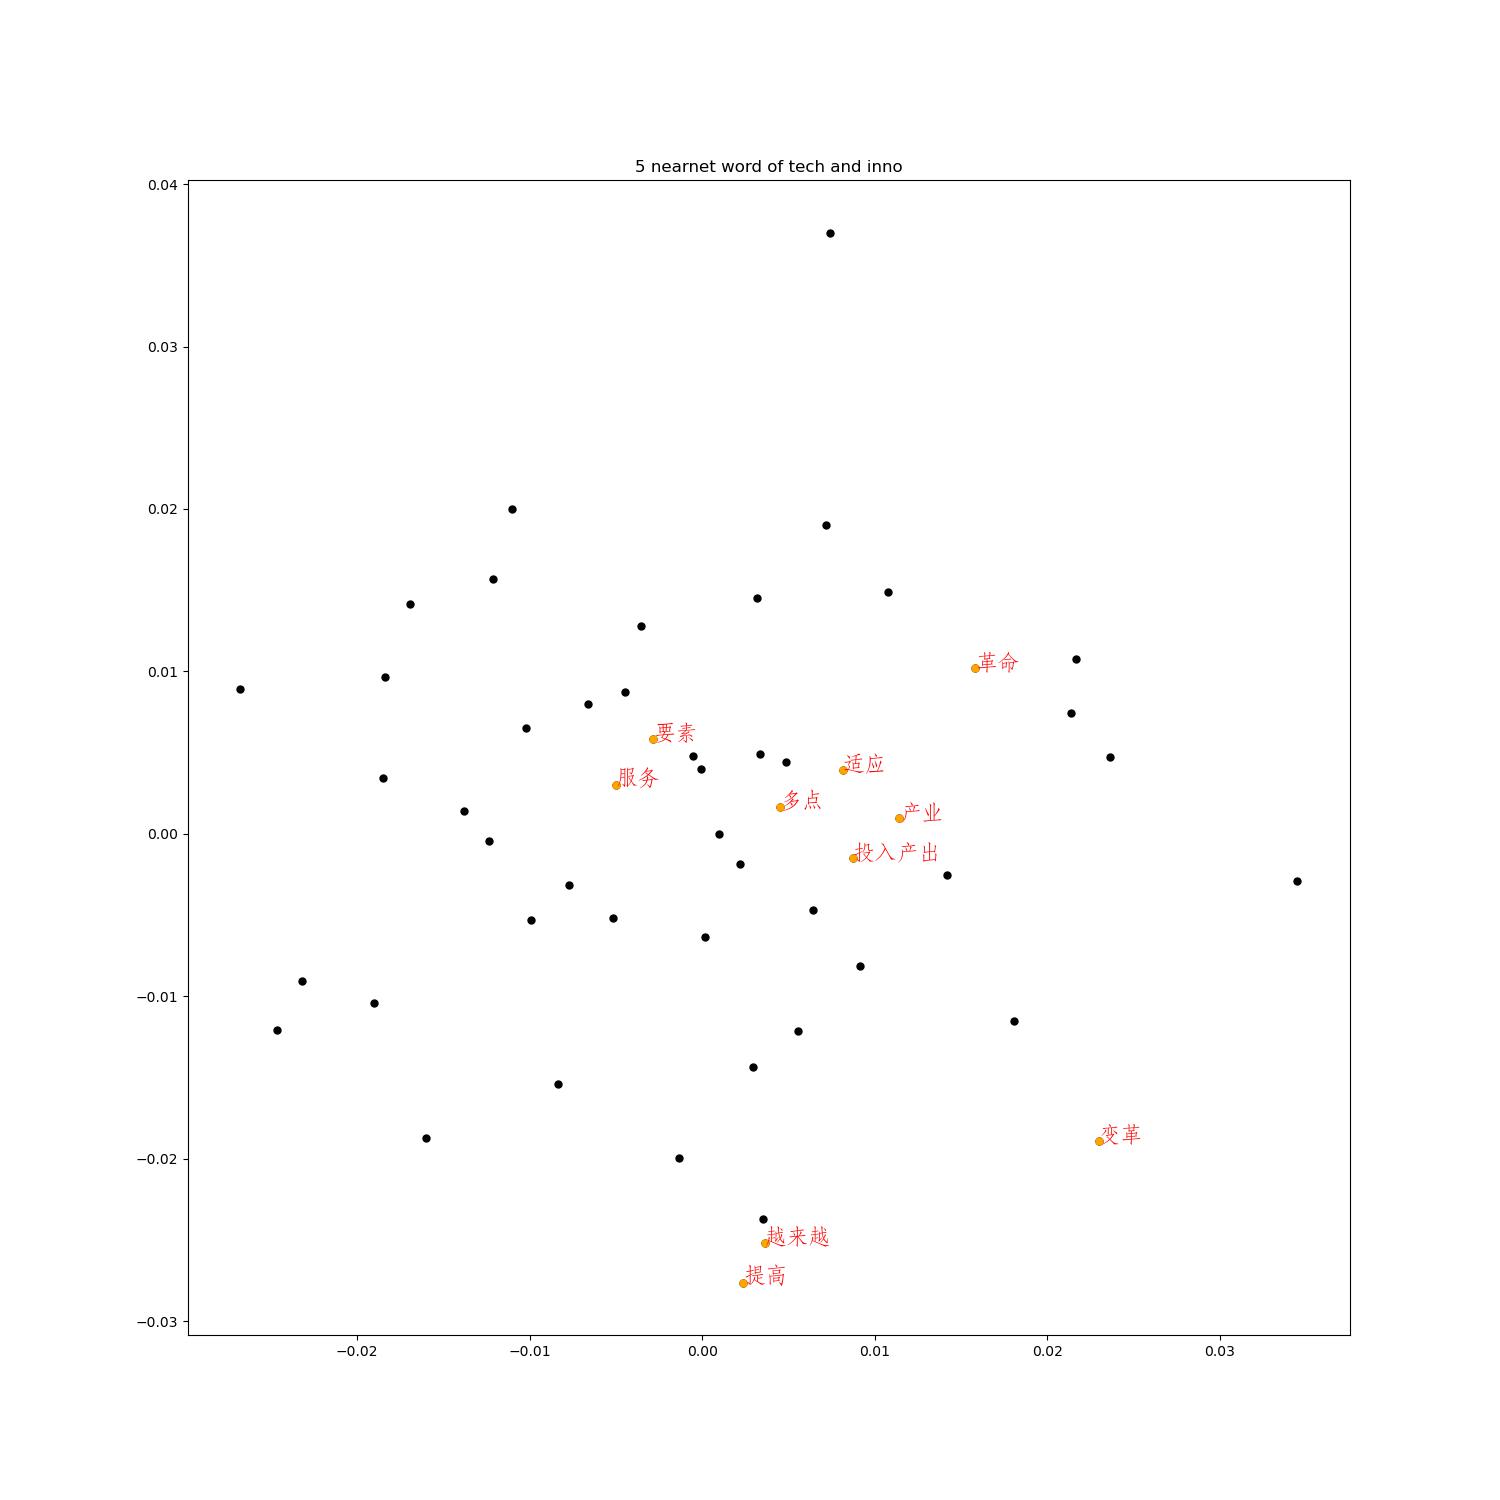 5 nearnet word of tech and inno
0.04
0.03
0.02
0.01
0.00
−0.01
−0.02
−0.03
革命
要素
适应
服务
多点
产业
投入产出
变革
越来越
提高
−0.02 −0.01 0.00 0.01 0.02 0.03